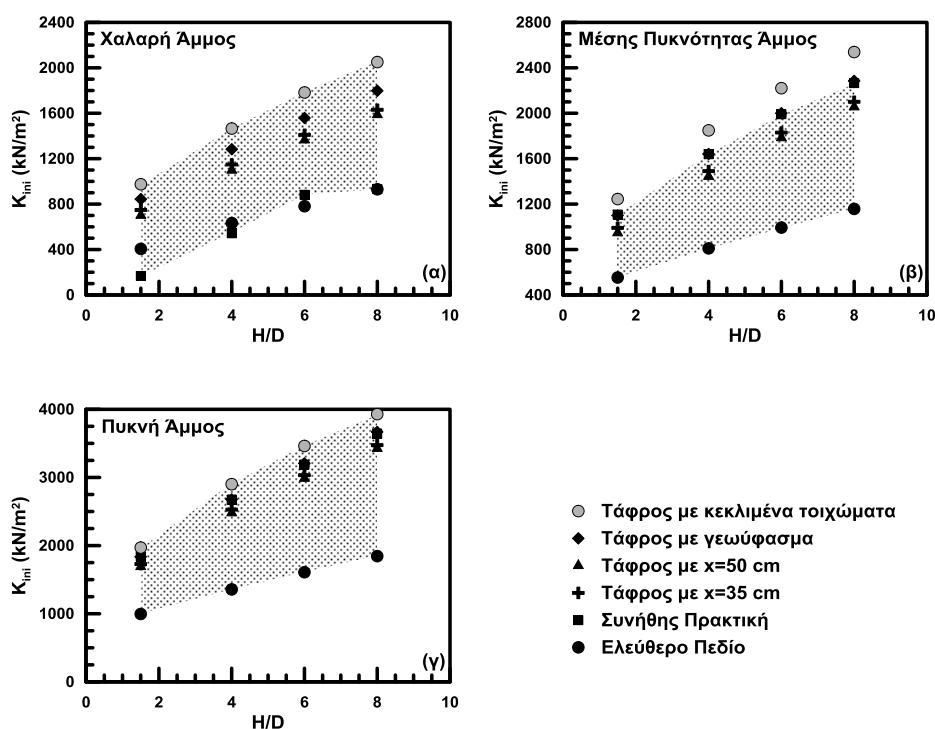 Χαλαρή Άμμος
2400
2000
1600
1200
800
400
0
K_ini (kN/m²)
(α)
0 2 4 6 8 10
H/D
Μέσης Πυκνότητας Άμμος
2800
2400
2000
1600
1200
800
400
K_ini (kN/m²)
(β)
0 2 4 6 8 10
H/D
Πυκνή Άμμος
4000
3000
2000
1000
0
K_ini (kN/m²)
(γ)
0 2 4 6 8 10
H/D
Τάφρος με κεκλιμένα τοιχώματα
Τάφρος με γεωύφασμα
Τάφρος με x=50 cm
Τάφρος με x=35 cm
Συνήθης Πρακτική
Ελεύθερο Πεδίο